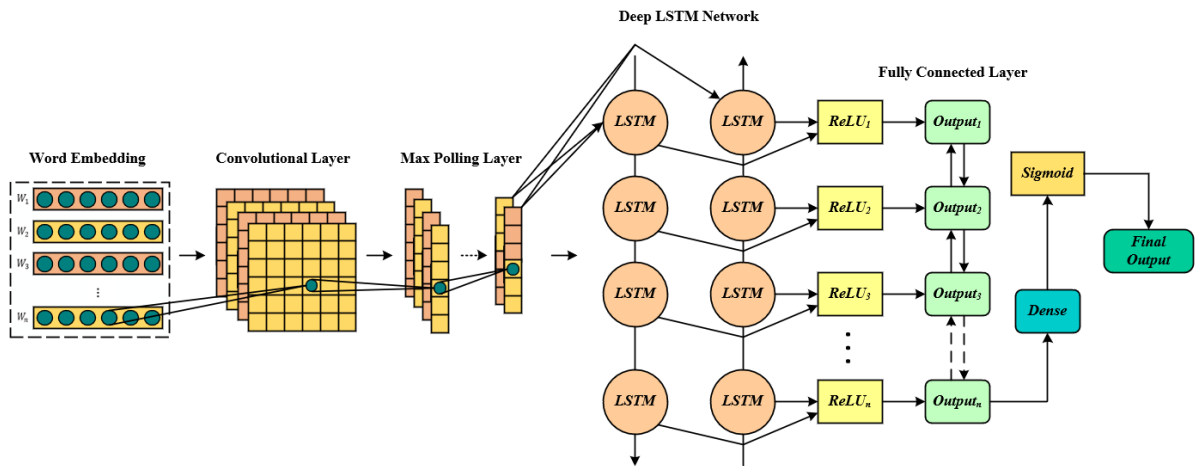 Deep LSTM Network
Fully Connected Layer
Word Embedding
Convolutional Layer
Max Polling Layer
W1
W2
W3
...
Wn
LSTM
LSTM
ReLU1
Output1
LSTM
LSTM
ReLU2
Output2
LSTM
LSTM
ReLU3
Output3
LSTM
LSTM
ReLUn
Outputn
Sigmoid
Dense
Final
Output